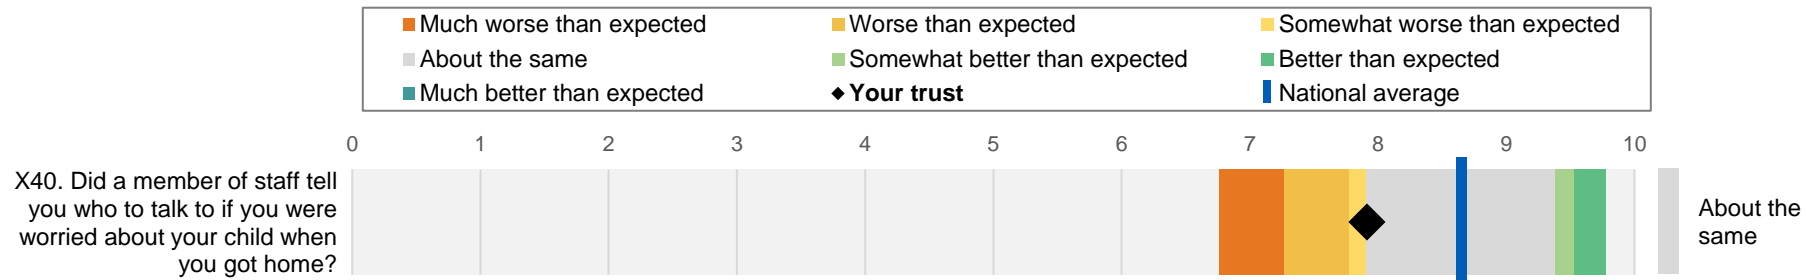 Much worse than expected Worse than expected Somewhat worse than expected
About the same Somewhat better than expected Better than expected
Much better than expected Your trust National average
0 1 2 3 4 5 6 7 8 9 10
X40. Did a member of staff tell
you who to talk to if you were
worried about your child when
you got home?
About the
same